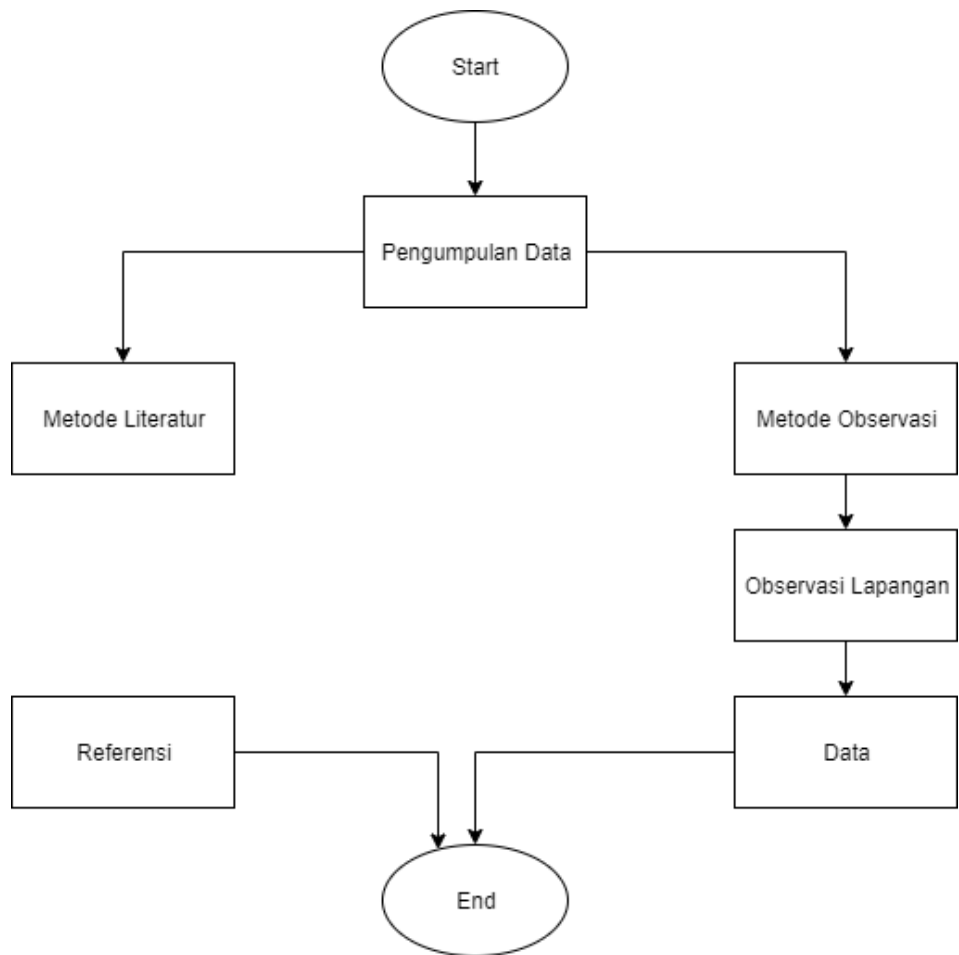 Start
Pengumpulan Data
Metode Literatur
Metode Observasi
Observasi Lapangan
Referensi
Data
End